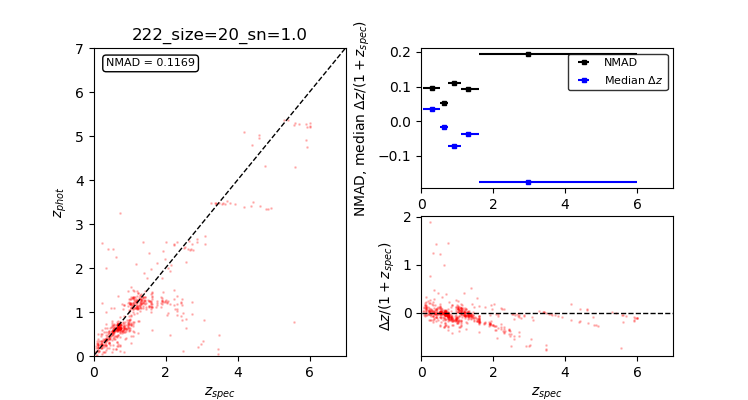 222_size=20_sn=1.0
NMAD = 0.1169
7
6
5
4
3
2
1
0
z_phot
0 2 4 6
z_spec
NMAD, median Δz/(1 + z_spec)
0.2
0.1
0.0
−0.1
NMAD
Median Δz
0 2 4 6
Δz/(1 + z_spec)
2
1
0
0 2 4 6
z_spec